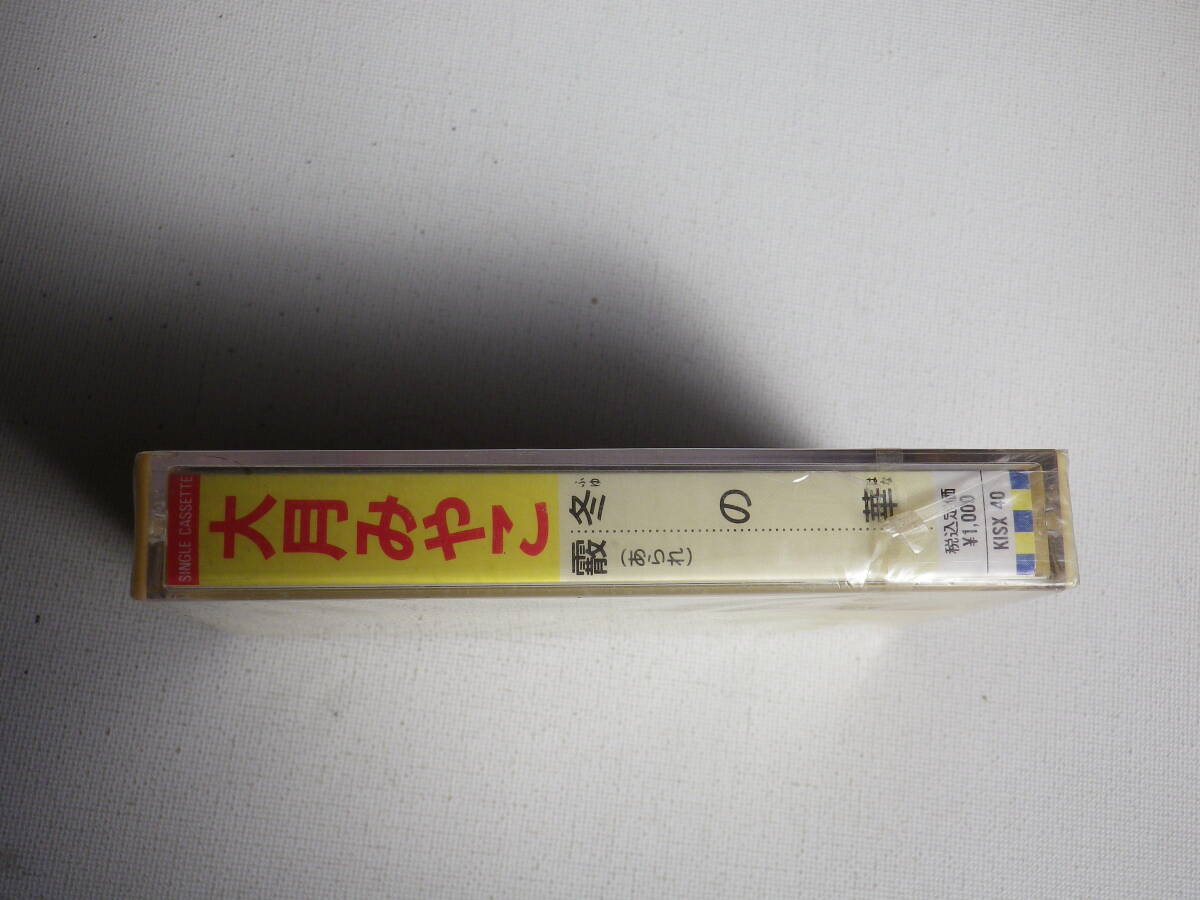 SINGLE CASSETTE
大月みやこ
冬の華
ふゆ
はな
霰
(あられ)
税込定価
¥1,000
KISX 40